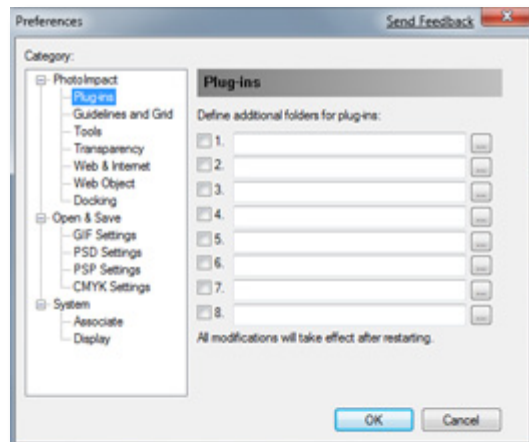 Preferences
Send Feedback
Category:
PhotoImpact
Plug-ins
Guidelines and Grid
Tools
Transparency
Web & Internet
Web Object
Docking
Open & Save
GIF Settings
PSD Settings
PSP Settings
CMYK Settings
System
Associate
Display
Plug-ins
Define additional folders for plug-ins:
1. ...
2. ...
3. ...
4. ...
5. ...
6. ...
7. ...
8. ...
All modifications will take effect after restarting.
OK Cancel